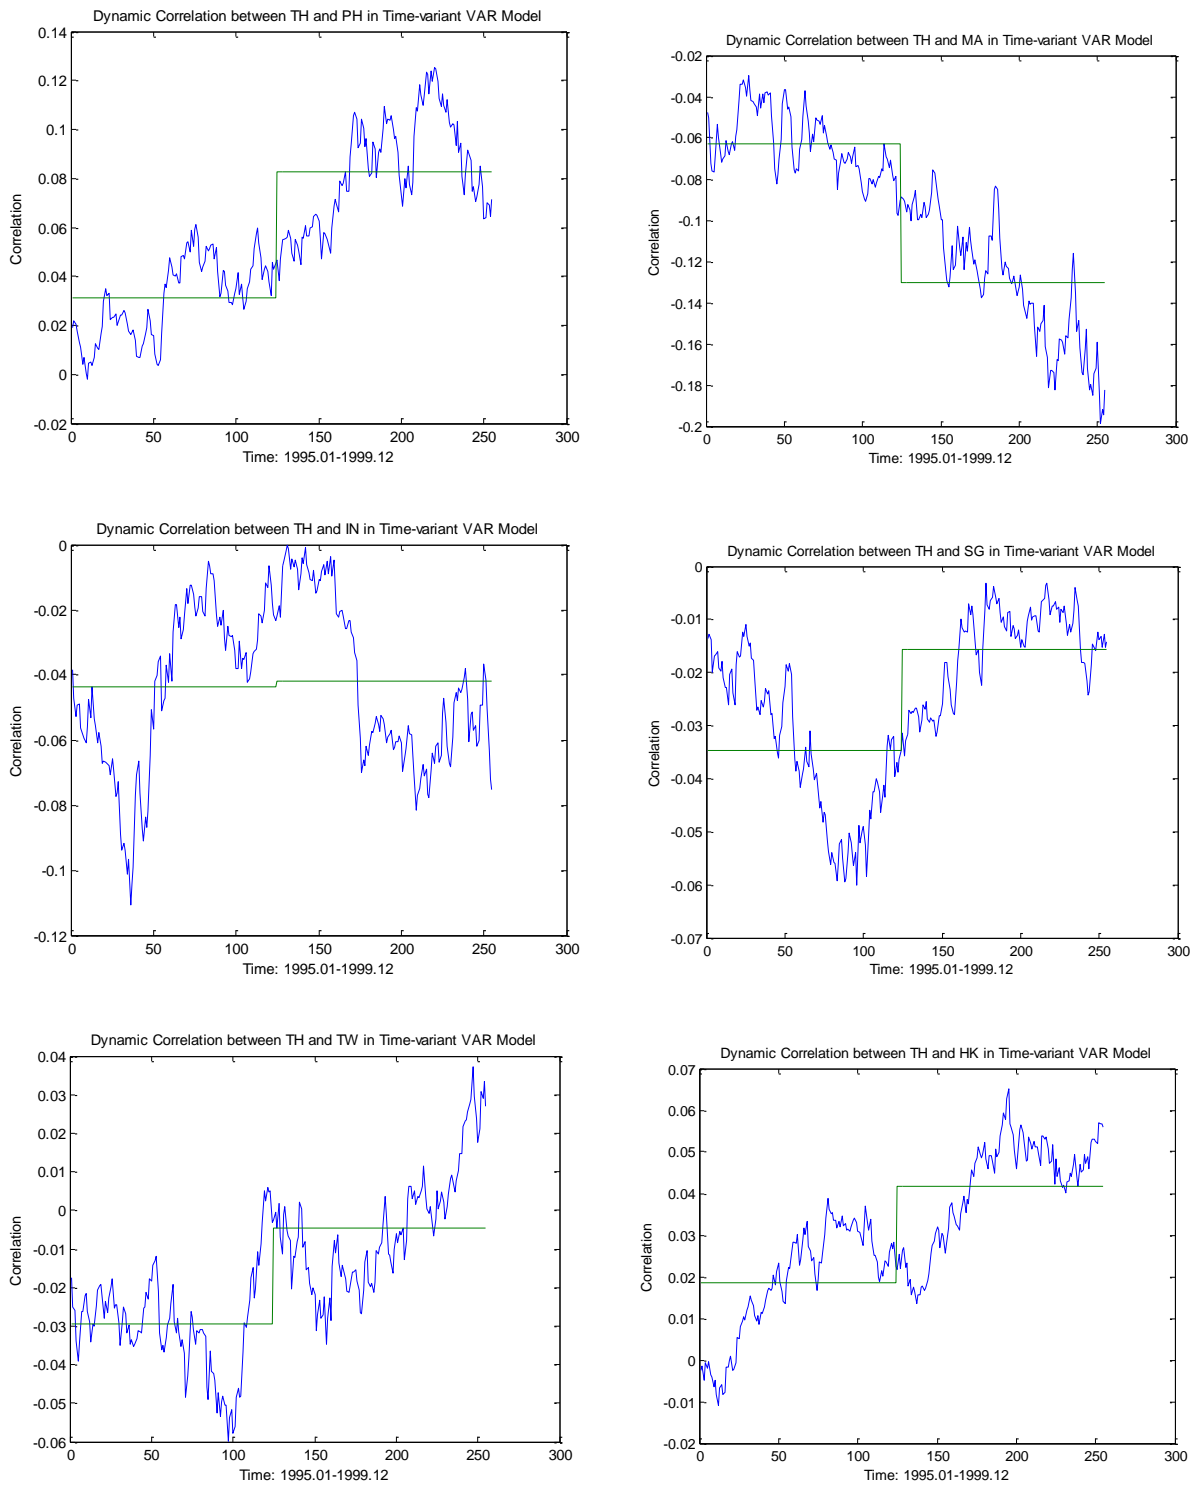 Dynamic Correlation between TH and PH in Time-variant VAR Model
0.14
0.12
0.1
0.08
0.06
0.04
0.02
0
-0.02
Correlation
0 50 100 150 200 250 300
Time: 1995.01-1999.12
Dynamic Correlation between TH and MA in Time-variant VAR Model
-0.02
-0.04
-0.06
-0.08
-0.1
-0.12
-0.14
-0.16
-0.18
-0.2
Correlation
0 50 100 150 200 250 300
Time: 1995.01-1999.12
Dynamic Correlation between TH and IN in Time-variant VAR Model
0
-0.02
-0.04
-0.06
-0.08
-0.1
-0.12
Correlation
0 50 100 150 200 250 300
Time: 1995.01-1999.12
Dynamic Correlation between TH and SG in Time-variant VAR Model
0
-0.01
-0.02
-0.03
-0.04
-0.05
-0.06
-0.07
Correlation
0 50 100 150 200 250 300
Time: 1995.01-1999.12
Dynamic Correlation between TH and TW in Time-variant VAR Model
0.04
0.03
0.02
0.01
0
-0.01
-0.02
-0.03
-0.04
-0.05
-0.06
Correlation
0 50 100 150 200 250 300
Time: 1995.01-1999.12
Dynamic Correlation between TH and HK in Time-variant VAR Model
0.07
0.06
0.05
0.04
0.03
0.02
0.01
0
-0.01
-0.02
Correlation
0 50 100 150 200 250 300
Time: 1995.01-1999.12